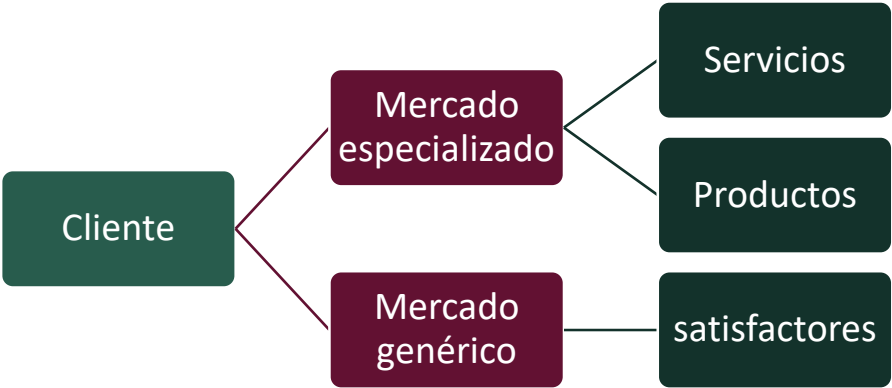 Cliente
Mercado
especializado
Servicios
Productos
Mercado
genérico
satisfactores